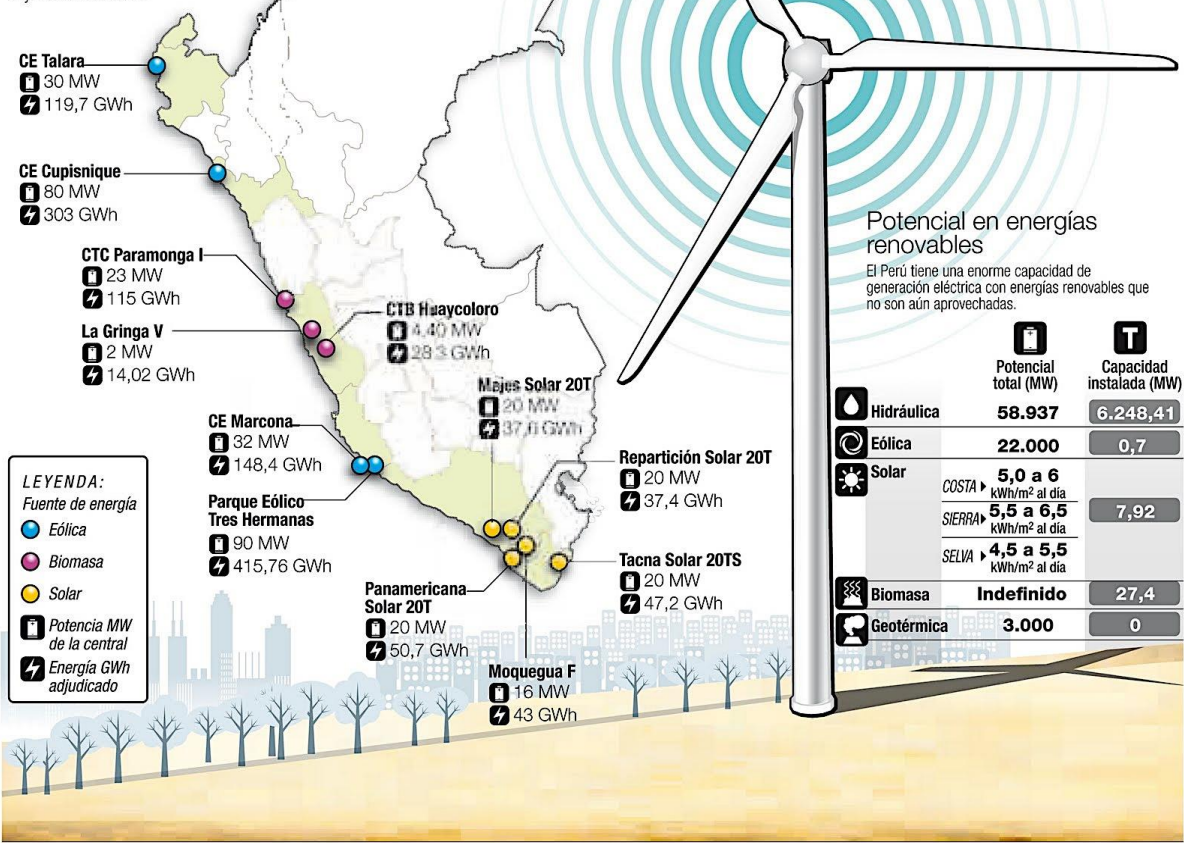 CE Talara
30 MW
119,7 GWh
CE Cupisnique
80 MW
303 GWh
CTC Paramonga I
23 MW
115 GWh
La Gringa V
2 MW
14,02 GWh
CTB Huaycoloro
4,40 MW
28.3 GWh
Majes Solar 20T
20 MW
37,6 GWh
CE Marcona
32 MW
148,4 GWh
Parque Eólico
Tres Hermanas
90 MW
415,76 GWh
Repartición Solar 20T
20 MW
37,4 GWh
Tacna Solar 20TS
20 MW
47,2 GWh
Panamericana
Solar 20T
20 MW
50,7 GWh
Moquegua F
16 MW
43 GWh
LEYENDA:
Fuente de energía
Eólica
Biomasa
Solar
Potencia MW
de la central
Energía GWh
adjudicado
Potencial en energías
renovables
El Perú tiene una enorme capacidad de
generación eléctrica con energías renovables que
no son aún aprovechadas.
T
Potencial
total (MW)
Capacidad
instalada (MW)
Hidráulica 58.937 6.248,41
Eólica 22.000 0,7
Solar
COSTA 5,0 a 6
kWh/m² al día
SIERRA 5,5 a 6,5
kWh/m² al día
7,92
SELVA 4,5 a 5,5
kWh/m² al día
Biomasa Indefinido 27,4
Geotérmica 3.000 0